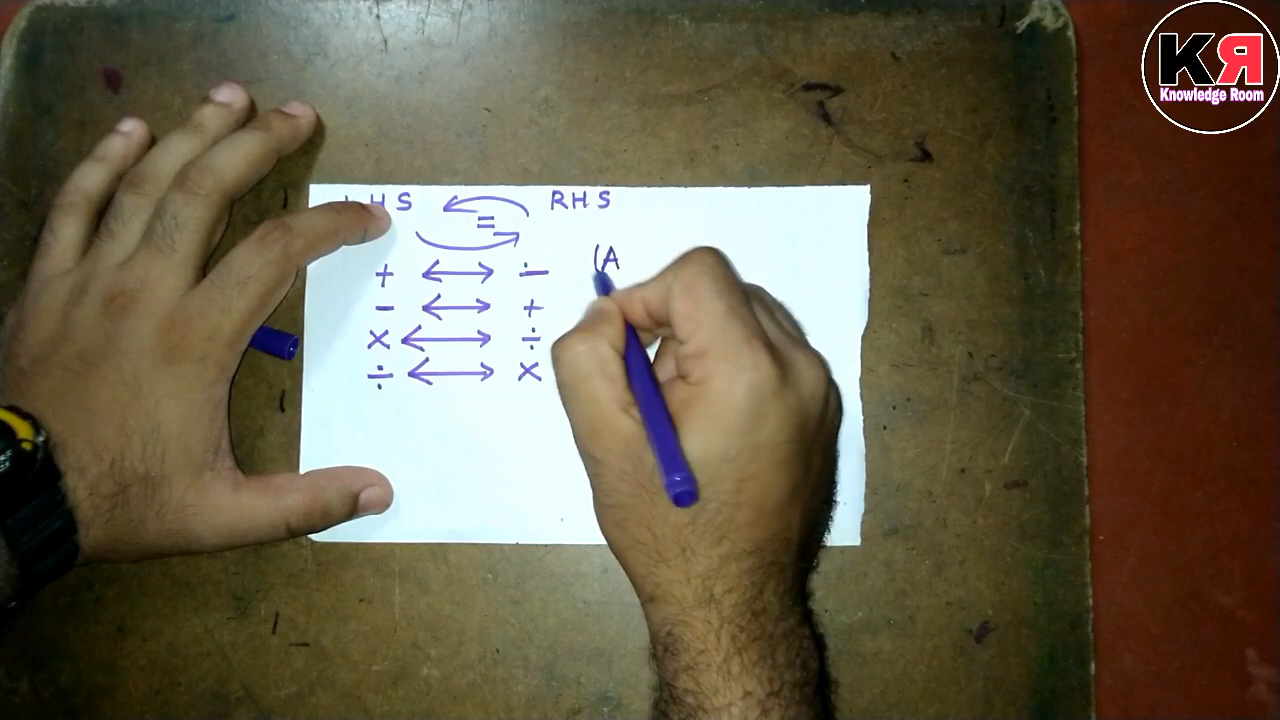 LHS = RHS
+ ↔ ÷ (A
- ↔ +
× ↔ ÷
÷ ↔ ×
KR
Knowledge Room